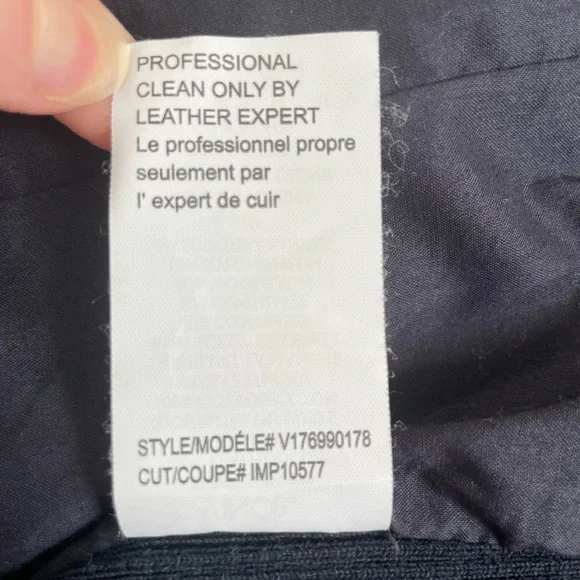 PROFESSIONAL
CLEAN ONLY BY
LEATHER EXPERT
Le professionnel propre
seulement par
l' expert de cuir
STYLE/MODÉLE# V176990178
CUT/COUPE# IMP10577